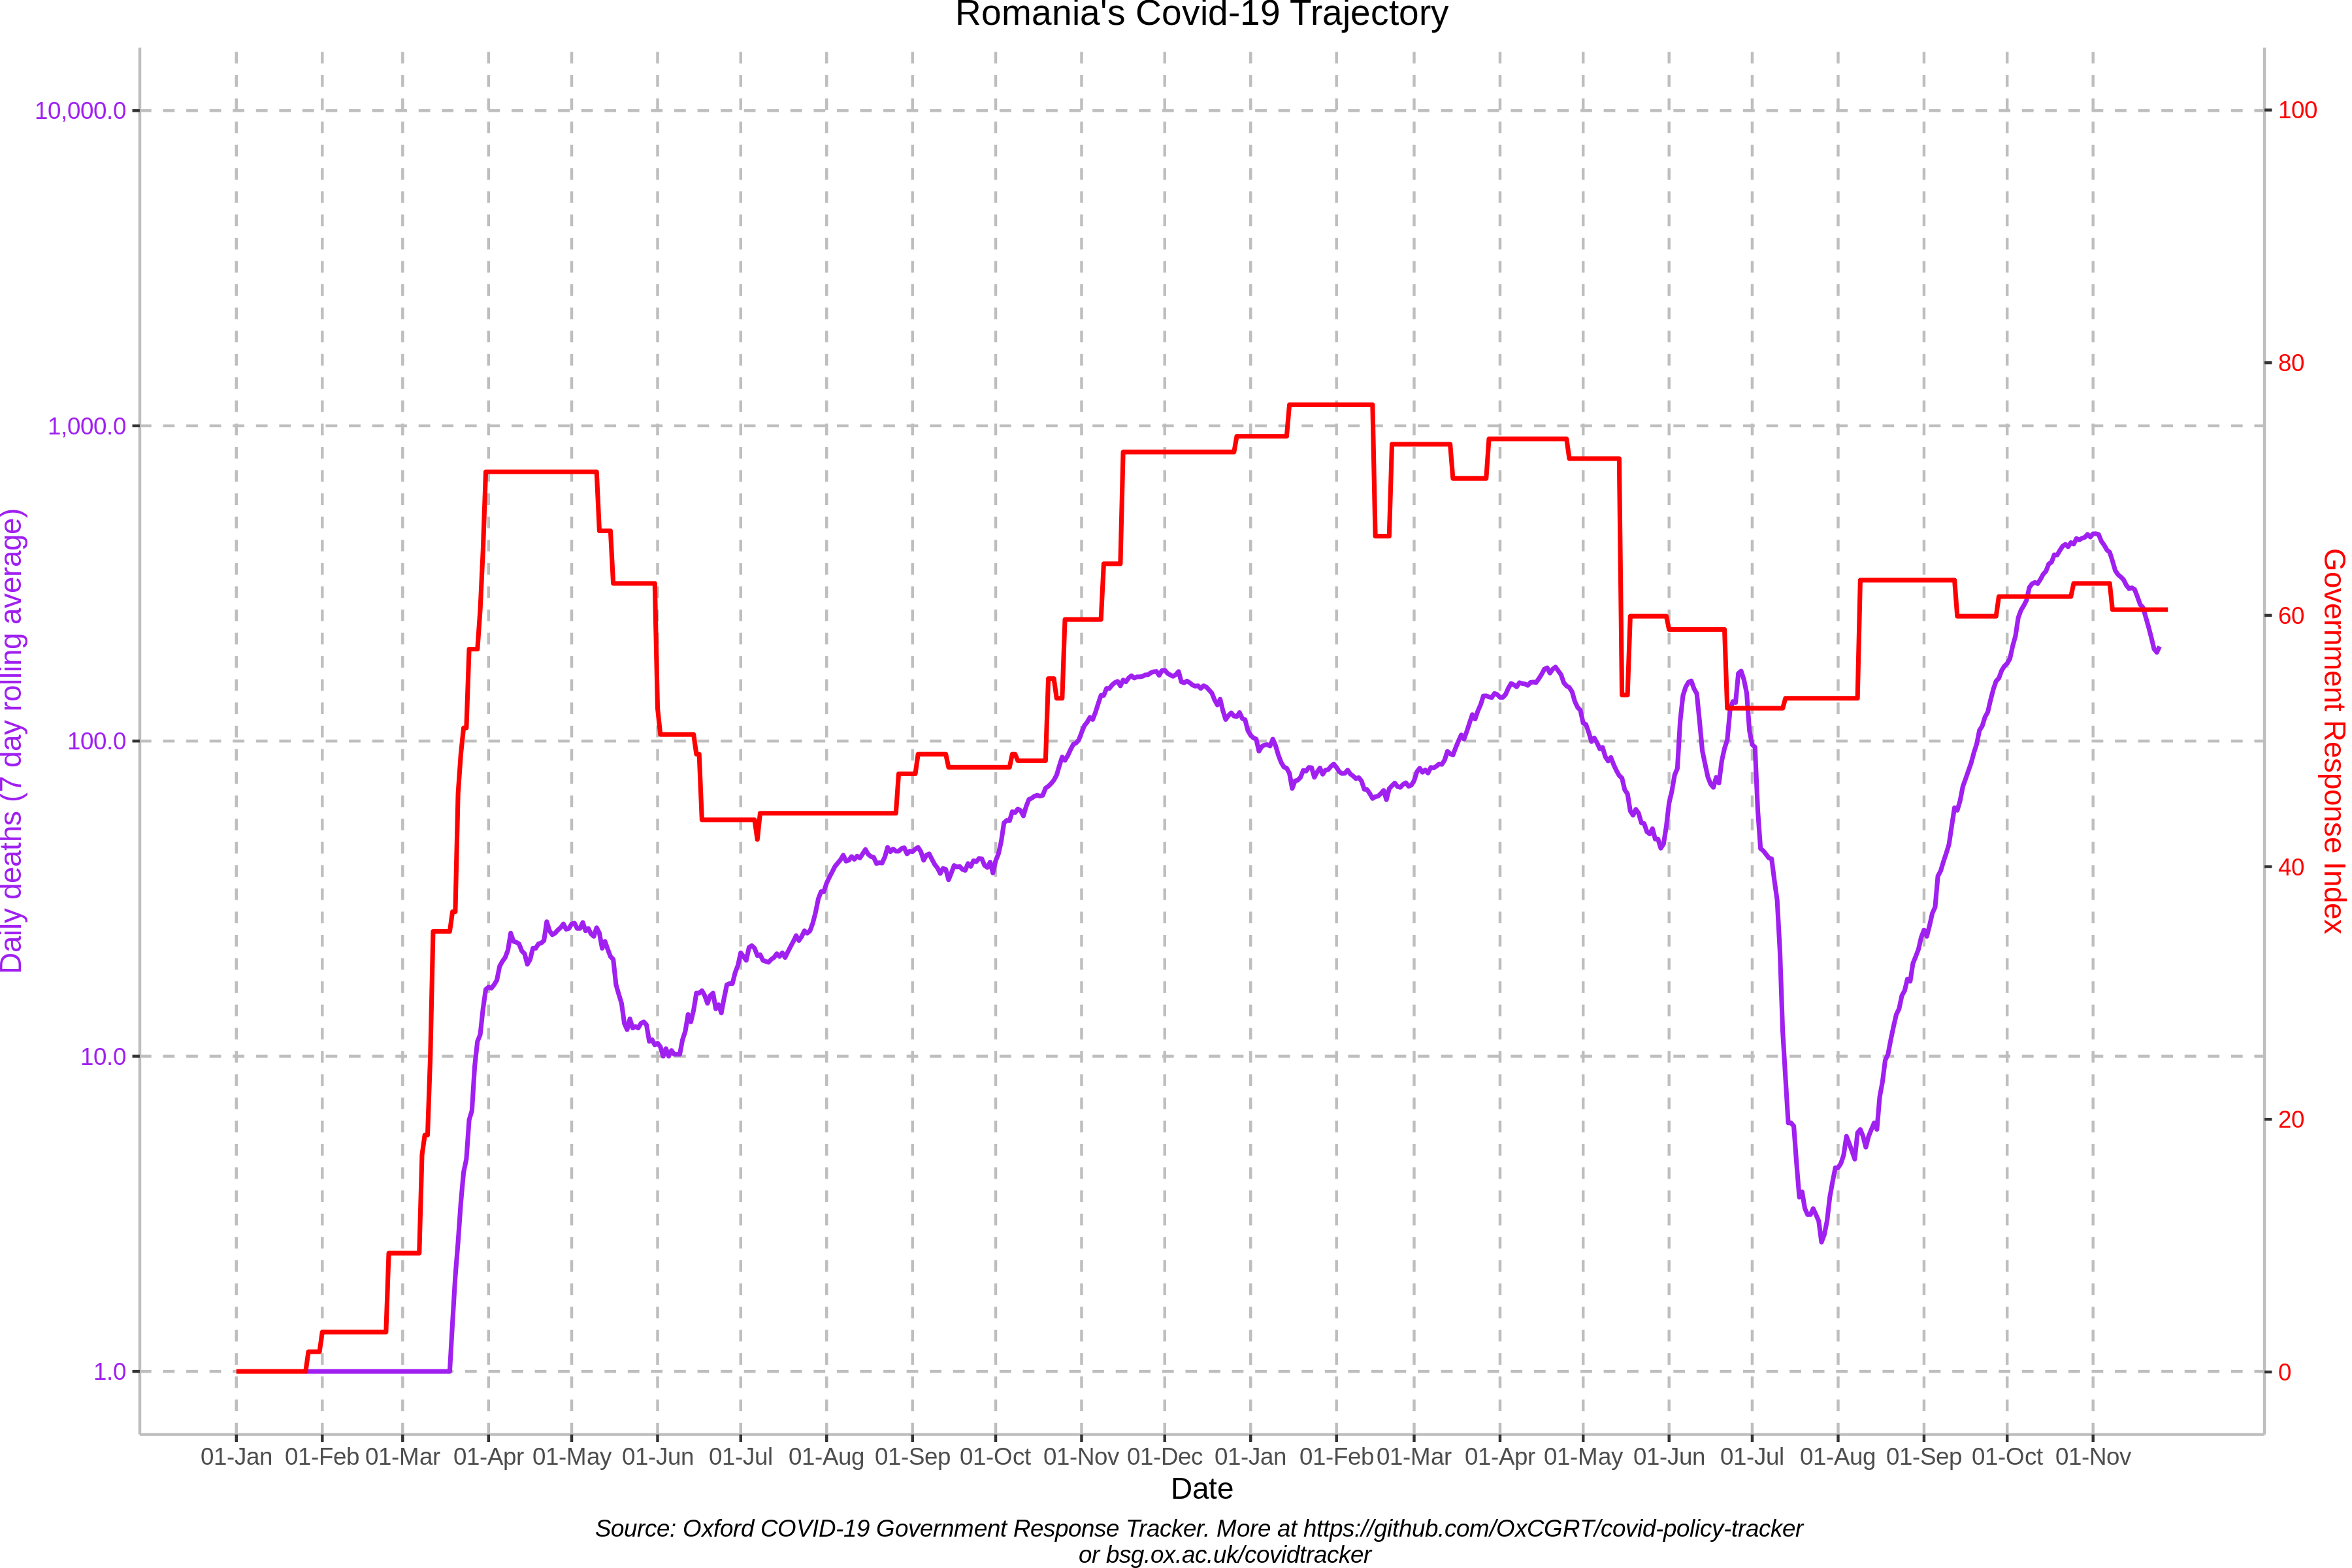 Romania's Covid-19 Trajectory
10,000.0
1,000.0
100.0
10.0
1.0
Daily deaths (7 day rolling average)
100
80
60
40
20
0
Government Response Index
01-Jan 01-Feb 01-Mar 01-Apr 01-May 01-Jun 01-Jul 01-Aug 01-Sep 01-Oct 01-Nov 01-Dec 01-Jan 01-Feb 01-Mar 01-Apr 01-May 01-Jun 01-Jul 01-Aug 01-Sep 01-Oct 01-Nov
Date
Source: Oxford COVID-19 Government Response Tracker. More at https://github.com/OxCGRT/covid-policy-tracker
or bsg.ox.ac.uk/covidtracker